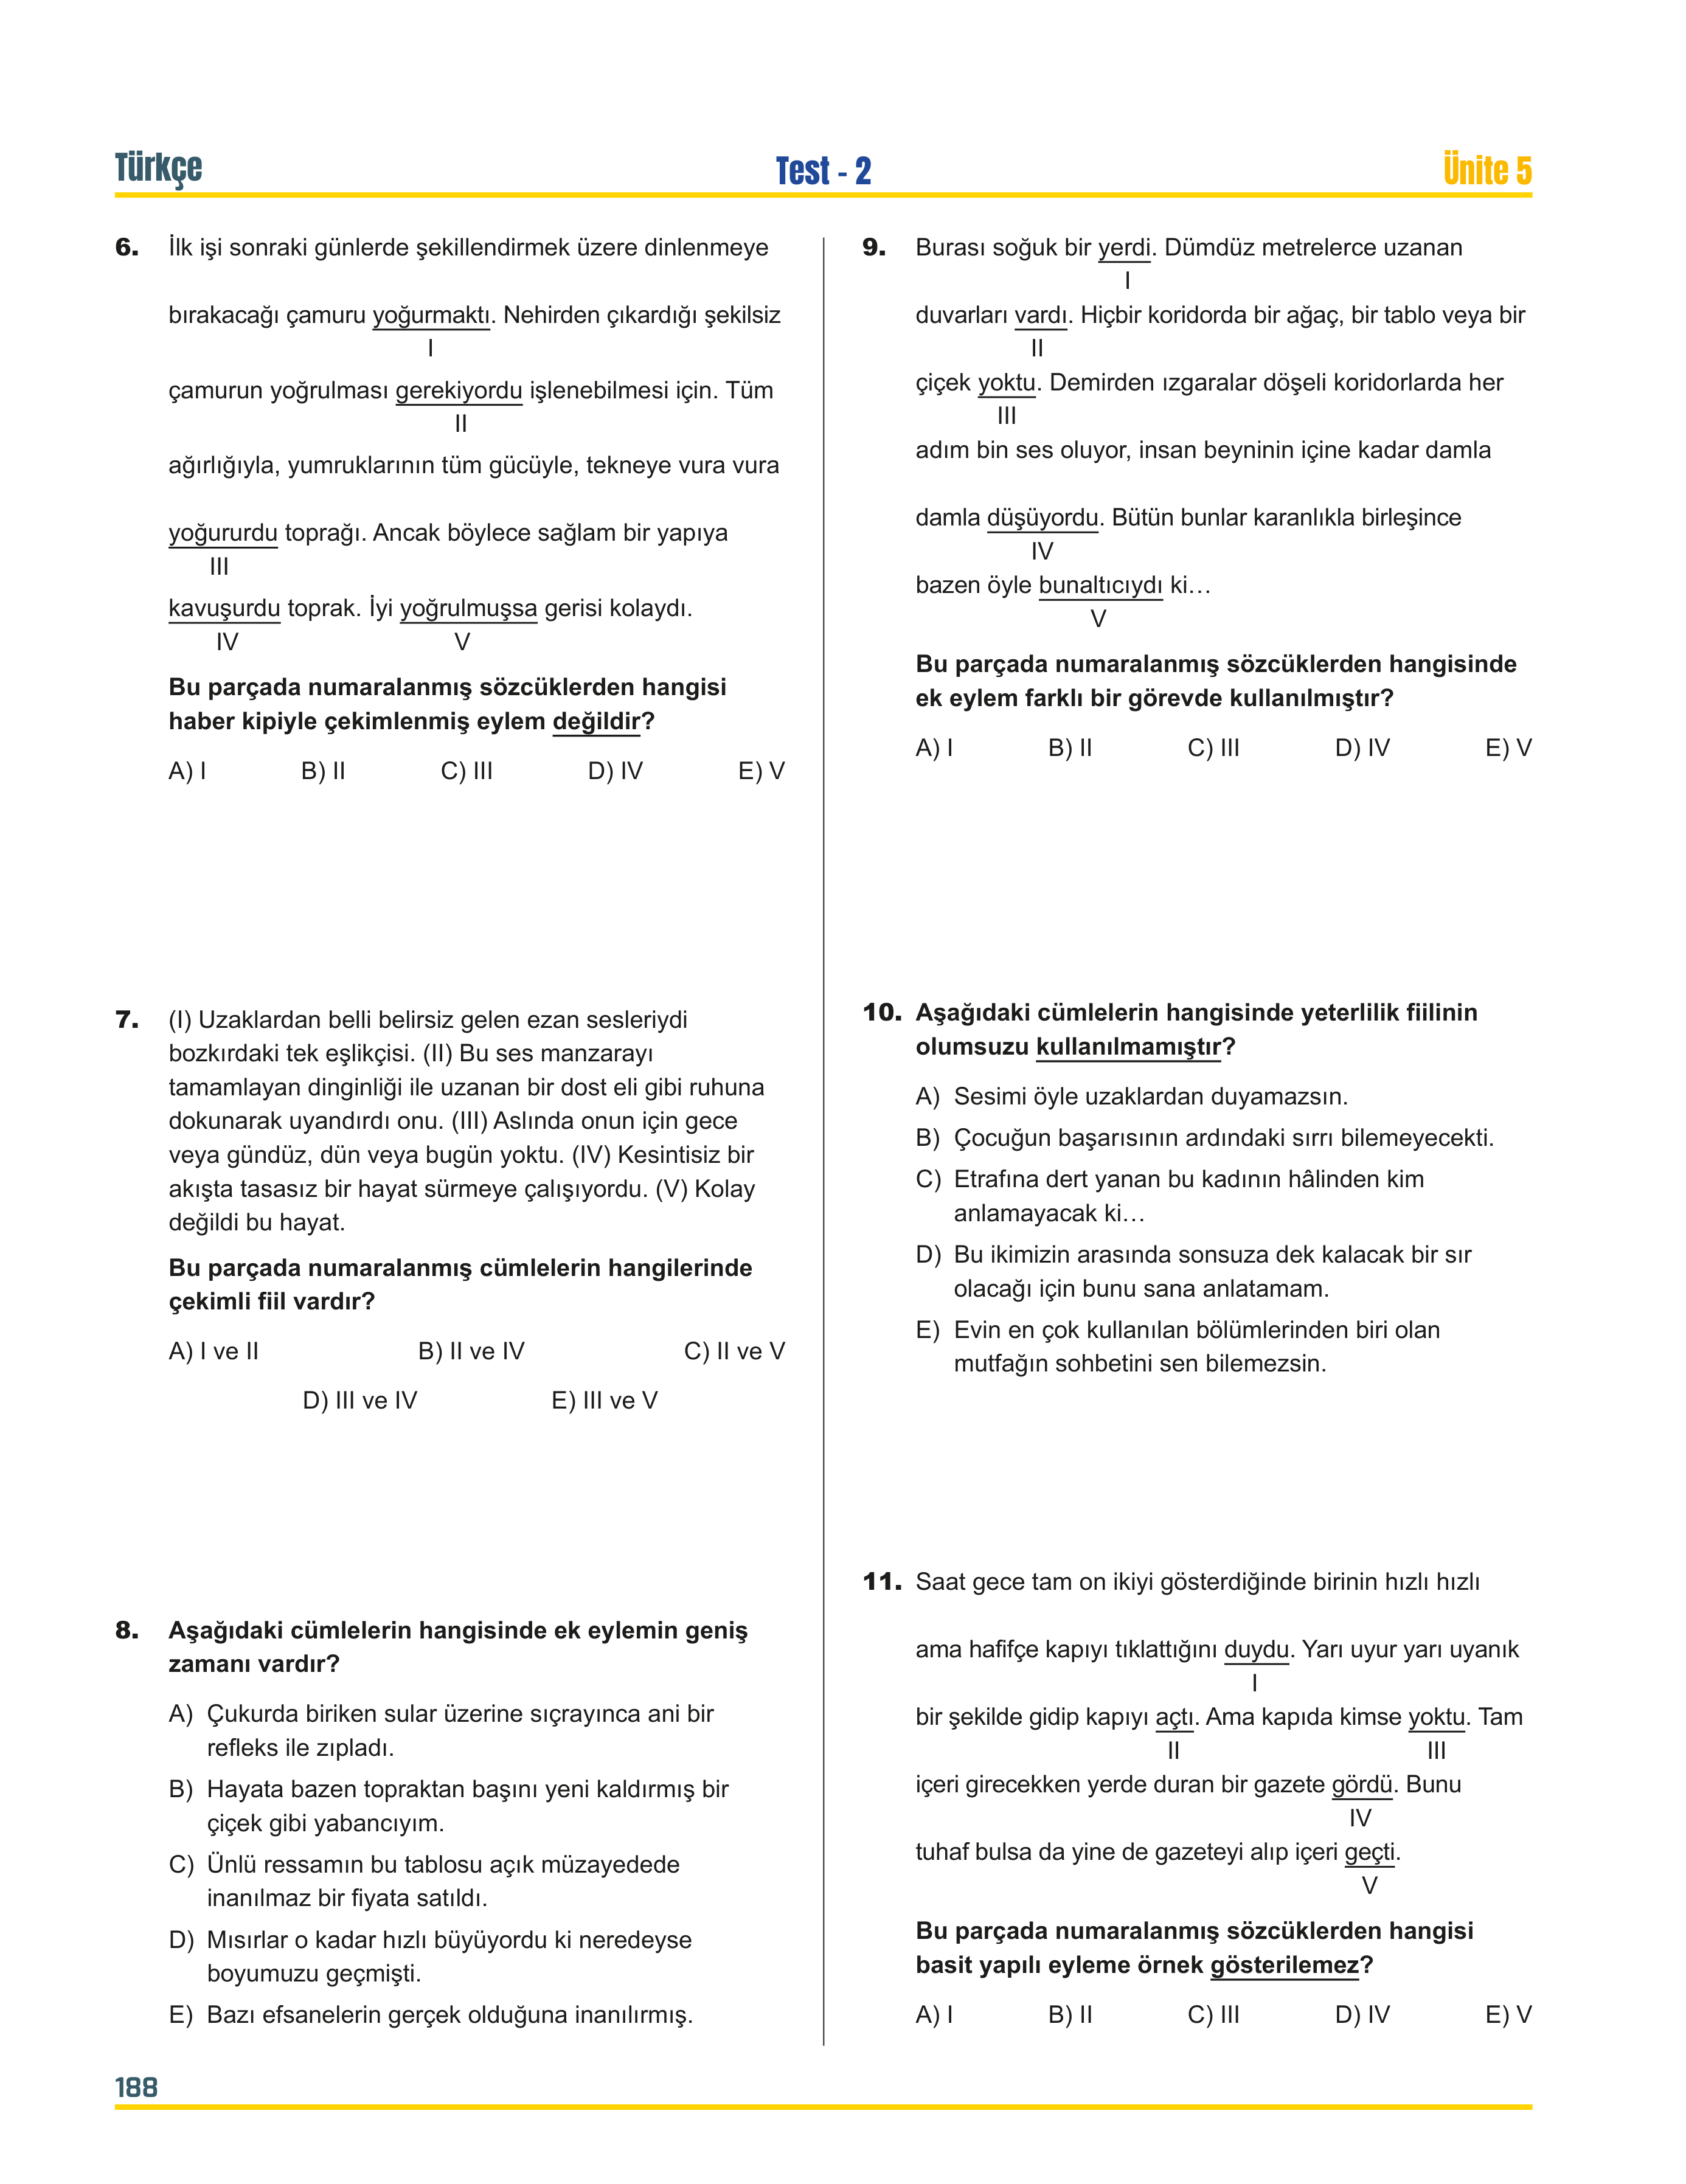 Türkçe
Test - 2
Ünite 5
6. İlk işi sonraki günlerde şekillendirmek üzere dinlenmeye
bırakacağı çamuru yoğurmaktı. Nehirden çıkardığı şekilsiz
I
çamurun yoğrulması gerekiyordu işlenebilmesi için. Tüm
II
ağırlığıyla, yumruklarının tüm gücüyle, tekneye vura vura
yoğururdu toprağı. Ancak böylece sağlam bir yapıya
III
kavuşurdu toprak. İyi yoğrulmuşsa gerisi kolaydı.
IV V
Bu parçada numaralanmış sözcüklerden hangisi
haber kipiyle çekimlenmiş eylem değildir?
A) I B) II C) III D) IV E) V
7. (I) Uzaklardan belli belirsiz gelen ezan sesleriydi
bozkırdaki tek eşlikçisi. (II) Bu ses manzarayı
tamamlayan dinginliği ile uzanan bir dost eli gibi ruhuna
dokunarak uyandırdı onu. (III) Aslında onun için gece
veya gündüz, dün veya bugün yoktu. (IV) Kesintisiz bir
akışta tasasız bir hayat sürmeye çalışıyordu. (V) Kolay
değildi bu hayat.
Bu parçada numaralanmış cümlelerin hangilerinde
çekimli fiil vardır?
A) I ve II B) II ve IV C) II ve V
D) III ve IV E) III ve V
8. Aşağıdaki cümlelerin hangisinde ek eylemin geniş
zamanı vardır?
A) Çukurda biriken sular üzerine sıçrayınca ani bir
refleks ile zıpladı.
B) Hayata bazen topraktan başını yeni kaldırmış bir
çiçek gibi yabancıyım.
C) Ünlü ressamın bu tablosu açık müzayedede
inanılmaz bir fiyata satıldı.
D) Mısırlar o kadar hızlı büyüyordu ki neredeyse
boyumuzu geçmişti.
E) Bazı efsanelerin gerçek olduğuna inanılırmış.
9. Burası soğuk bir yerdi. Dümdüz metrelerce uzanan
I
duvarları vardı. Hiçbir koridorda bir ağaç, bir tablo veya bir
II
çiçek yoktu. Demirden ızgaralar döşeli koridorlarda her
III
adım bin ses oluyor, insan beyninin içine kadar damla
damla düşüyordu. Bütün bunlar karanlıkla birleşince
IV
bazen öyle bunaltıcıydı ki…
V
Bu parçada numaralanmış sözcüklerden hangisinde
ek eylem farklı bir görevde kullanılmıştır?
A) I B) II C) III D) IV E) V
10. Aşağıdaki cümlelerin hangisinde yeterlilik fiilinin
olumsuzu kullanılmamıştır?
A) Sesimi öyle uzaklardan duyamazsın.
B) Çocuğun başarısının ardındaki sırrı bilemeyecekti.
C) Etrafına dert yanan bu kadının hâlinden kim
anlamayacak ki…
D) Bu ikimizin arasında sonsuza dek kalacak bir sır
olacağı için bunu sana anlatamam.
E) Evin en çok kullanılan bölümlerinden biri olan
mutfağın sohbetini sen bilemezsin.
11. Saat gece tam on ikiyi gösterdiğinde birinin hızlı hızlı
ama hafifçe kapıyı tıklattığını duydu. Yarı uyur yarı uyanık
I
bir şekilde gidip kapıyı açtı. Ama kapıda kimse yoktu. Tam
II III
içeri girecekken yerde duran bir gazete gördü. Bunu
IV
tuhaf bulsa da yine de gazeteyi alıp içeri geçti.
V
Bu parçada numaralanmış sözcüklerden hangisi
basit yapılı eyleme örnek gösterilemez?
A) I B) II C) III D) IV E) V
188